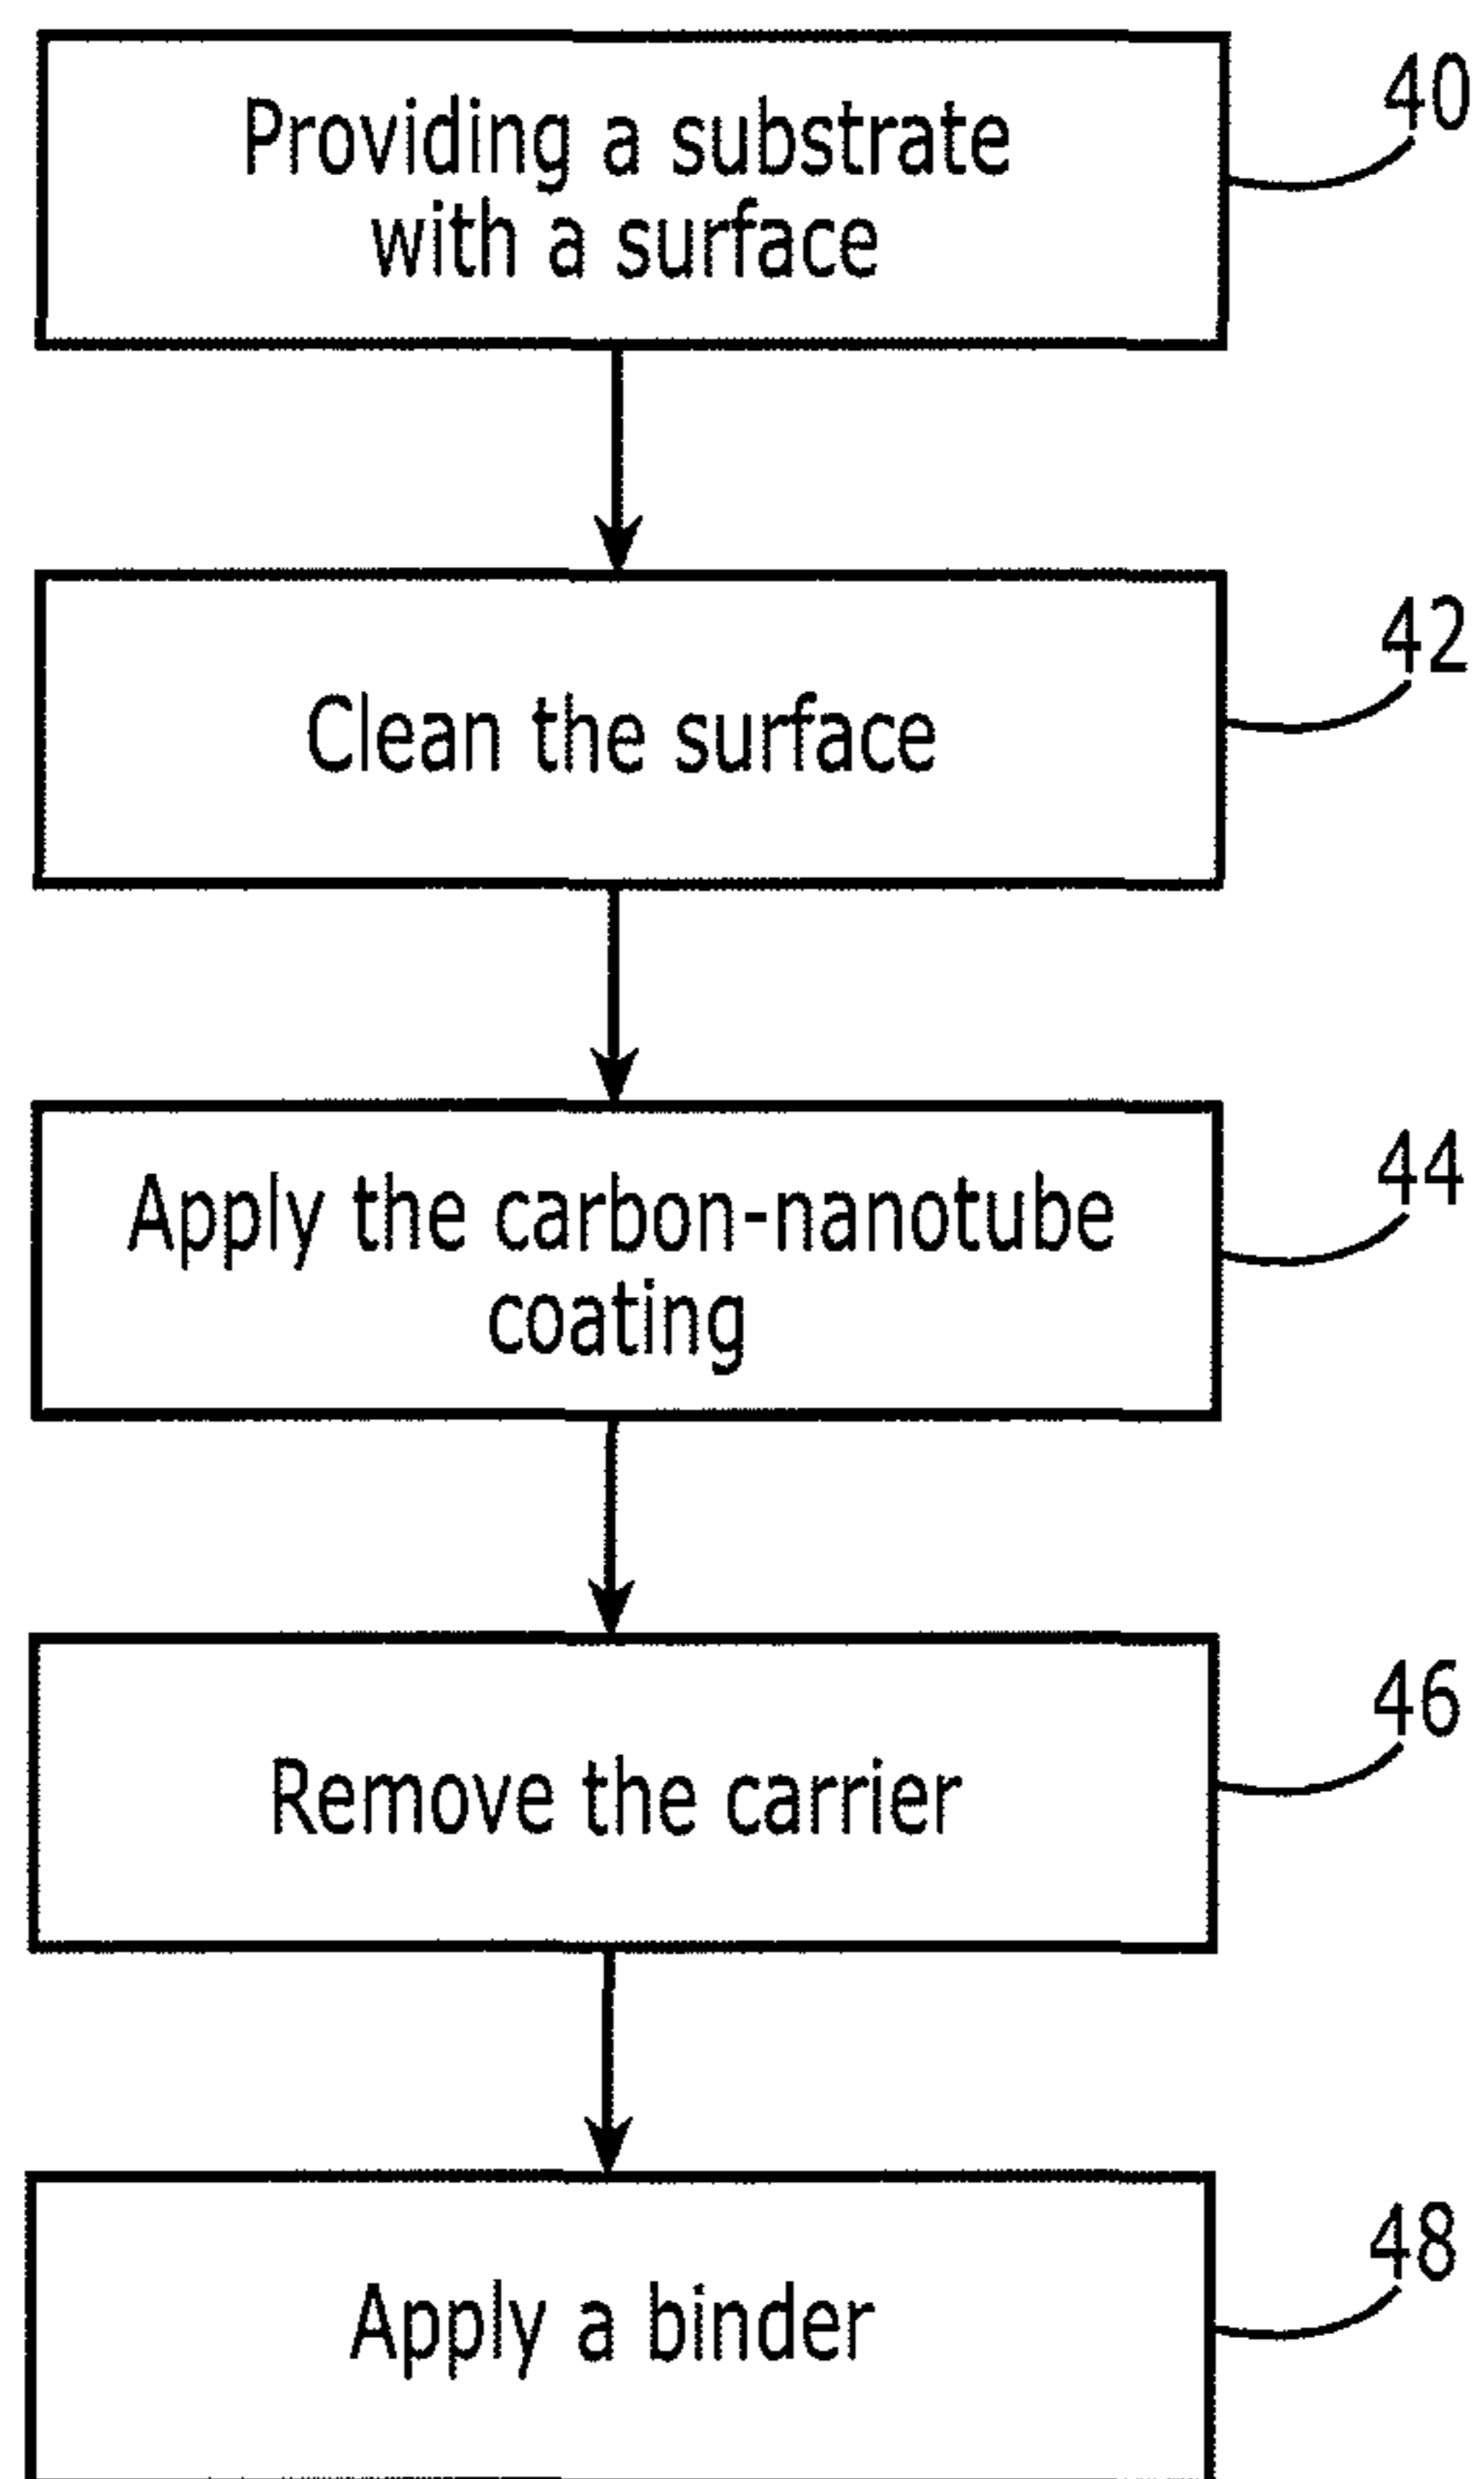 Providing a substrate
with a surface
40
Clean the surface
42
Apply the carbon-nanotube
coating
44
Remove the carrier
46
Apply a binder
48